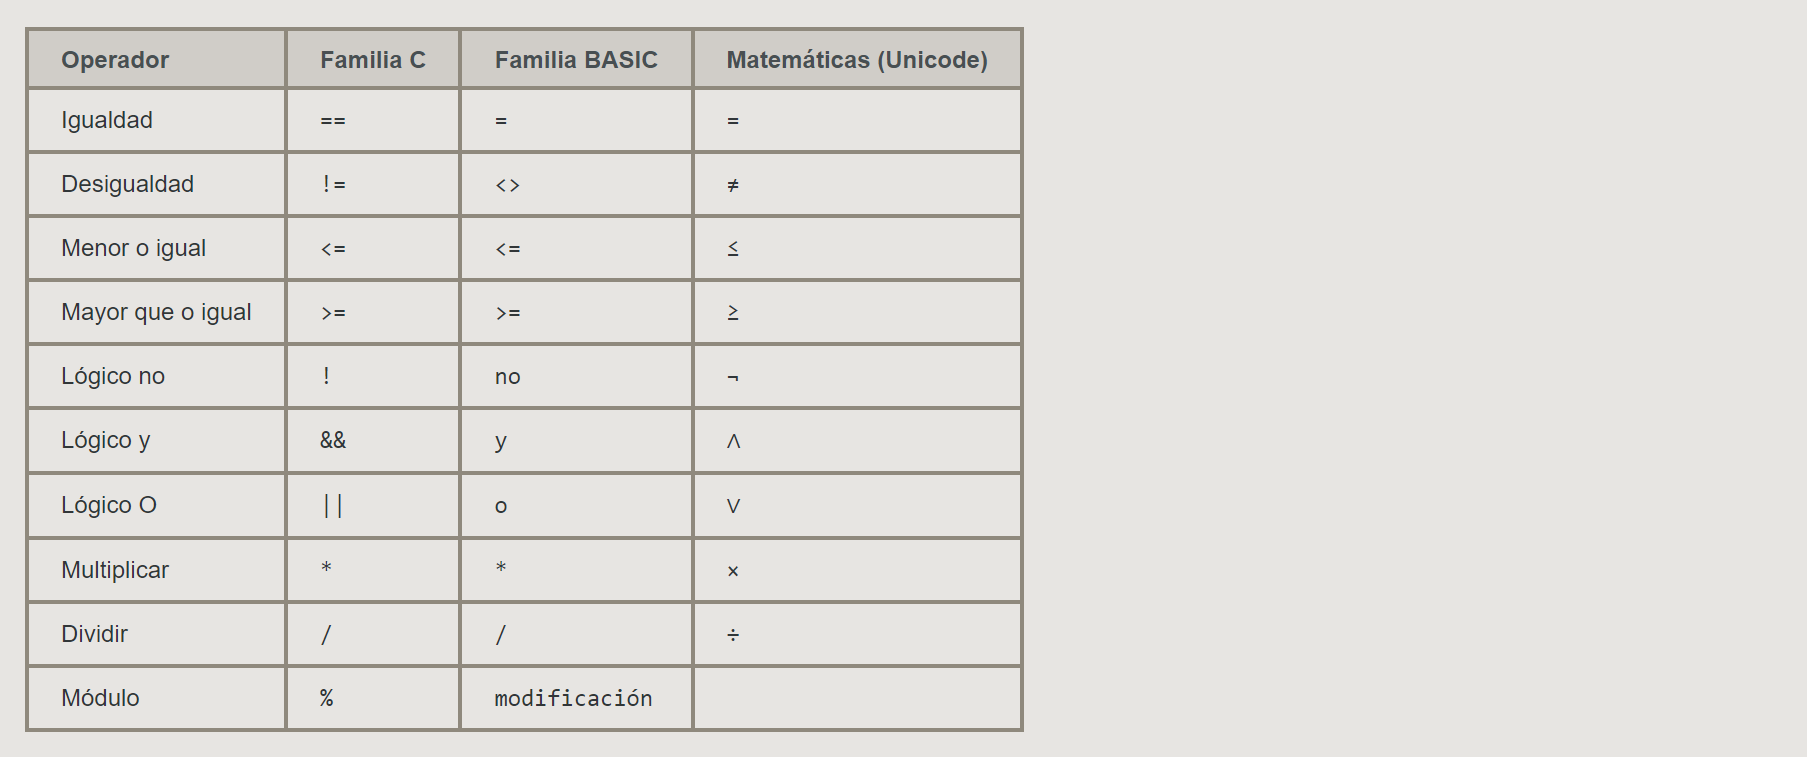 Operador Familia C Familia BASIC Matemáticas (Unicode)
Igualdad == = =
Desigualdad != <> ≠
Menor o igual <= <= ≤
Mayor que o igual >= >= ≥
Lógico no ! no ¬
Lógico y && y ∧
Lógico O || o ∨
Multiplicar * * ×
Dividir / / ÷
Módulo % modificación